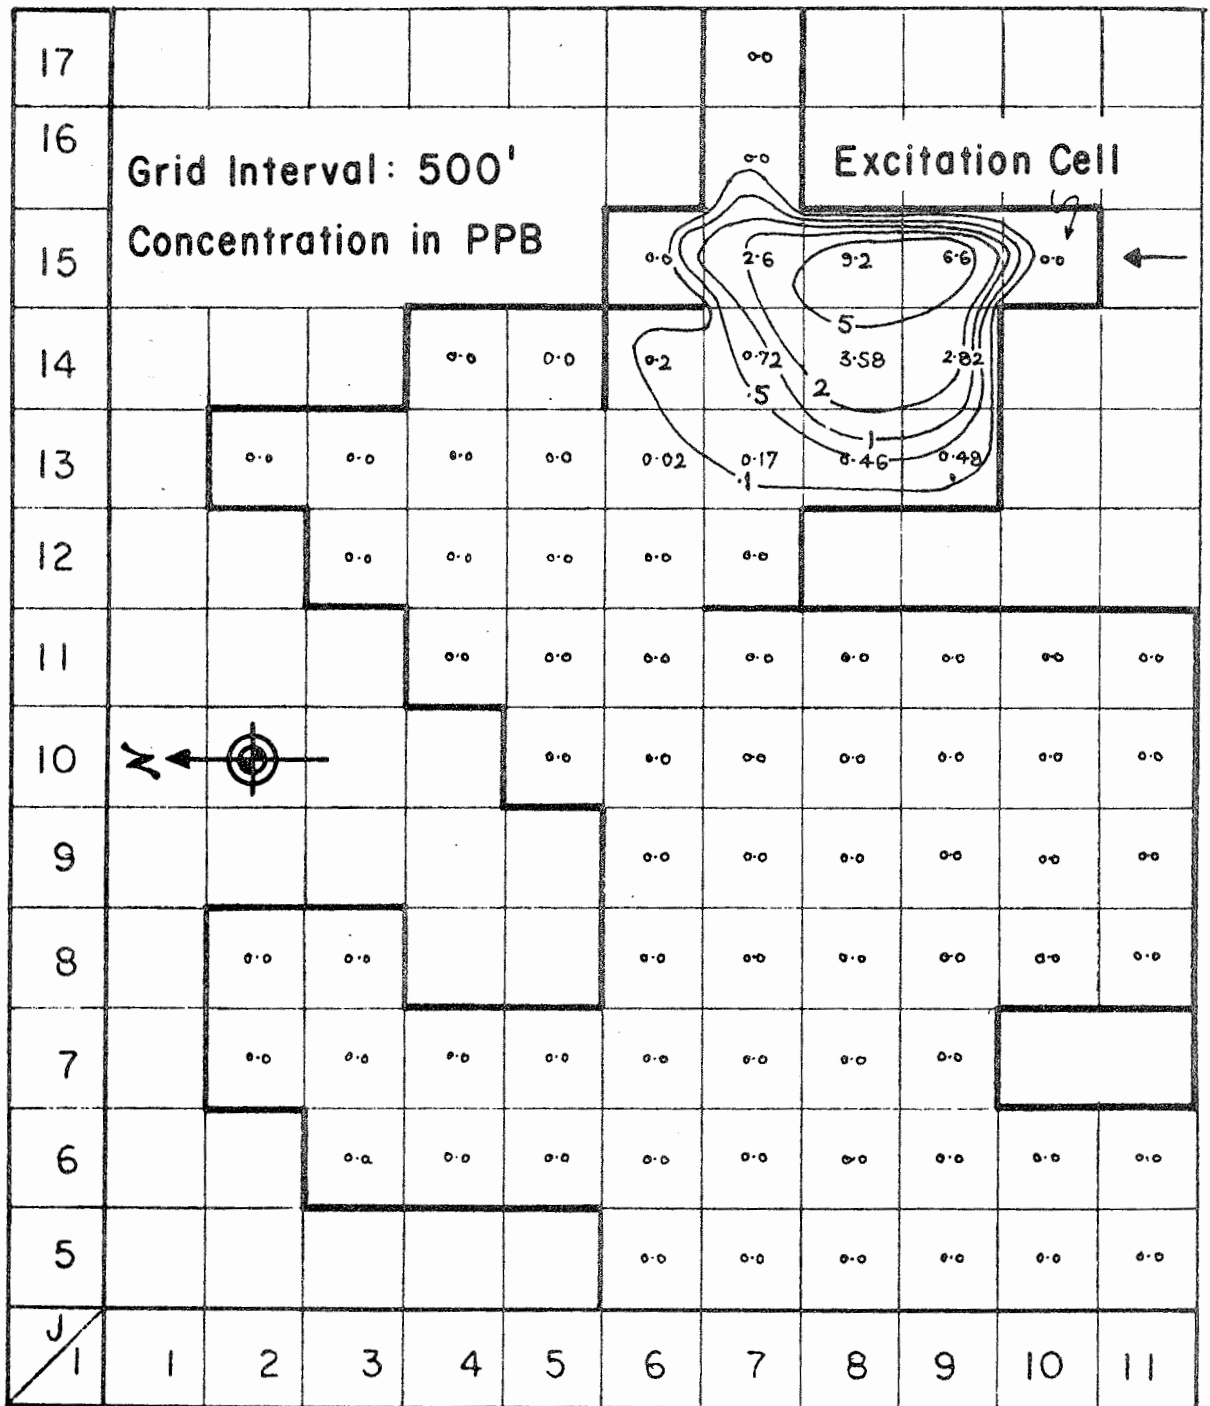 17 0.0
16 0.0 Excitation Cell
Grid Interval: 500'
Concentration in PPB
15 0.0 2.6 9.2 6.6 0.0
5
14 0.0 0.0 0.2 0.72 3.58 2.82
.5 2
1
13 0.0 0.0 0.0 0.0 0.02 0.17 0.46 0.48
.1
12 0.0 0.0 0.0 0.0 0.0
11 0.0 0.0 0.0 0.0 0.0 0.0 0.0 0.0
10 N 0.0 0.0 0.0 0.0 0.0 0.0 0.0
9 0.0 0.0 0.0 0.0 0.0 0.0
8 0.0 0.0 0.0 0.0 0.0 0.0 0.0 0.0
7 0.0 0.0 0.0 0.0 0.0 0.0 0.0 0.0
6 0.0 0.0 0.0 0.0 0.0 0.0 0.0 0.0 0.0
5 0.0 0.0 0.0 0.0 0.0 0.0
J
I 1 2 3 4 5 6 7 8 9 10 11